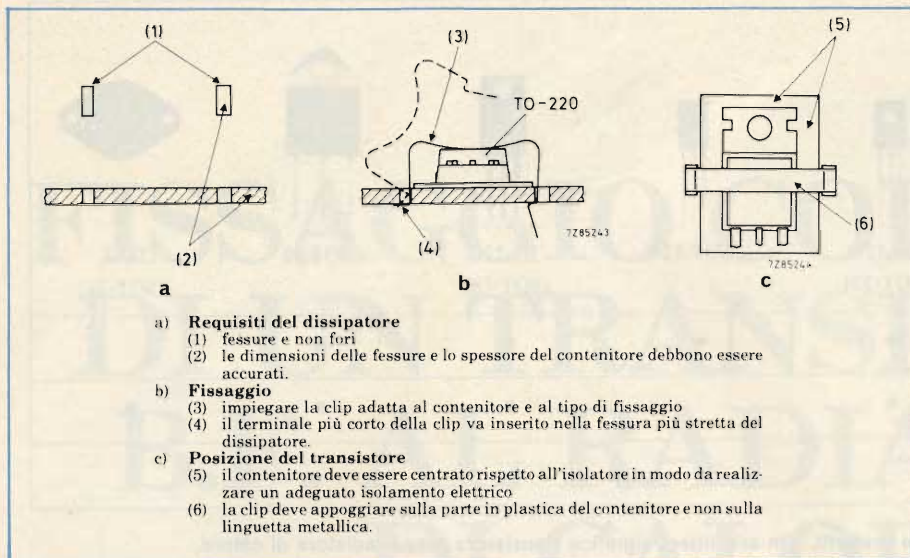 (1)
(2)
a
(3)
TO-220
(4)
7Z85243
b
(5)
(6)
7Z85244
c
a) Requisiti del dissipatore
(1) fessure e non fori
(2) le dimensioni delle fessure e lo spessore del contenitore debbono essere
accurati.
b) Fissaggio
(3) impiegare la clip adatta al contenitore e al tipo di fissaggio
(4) il terminale più corto della clip va inserito nella fessura più stretta del
dissipatore.
c) Posizione del transistore
(5) il contenitore deve essere centrato rispetto all'isolatore in modo da realiz-
zare un adeguato isolamento elettrico
(6) la clip deve appoggiare sulla parte in plastica del contenitore e non sulla
linguetta metallica.